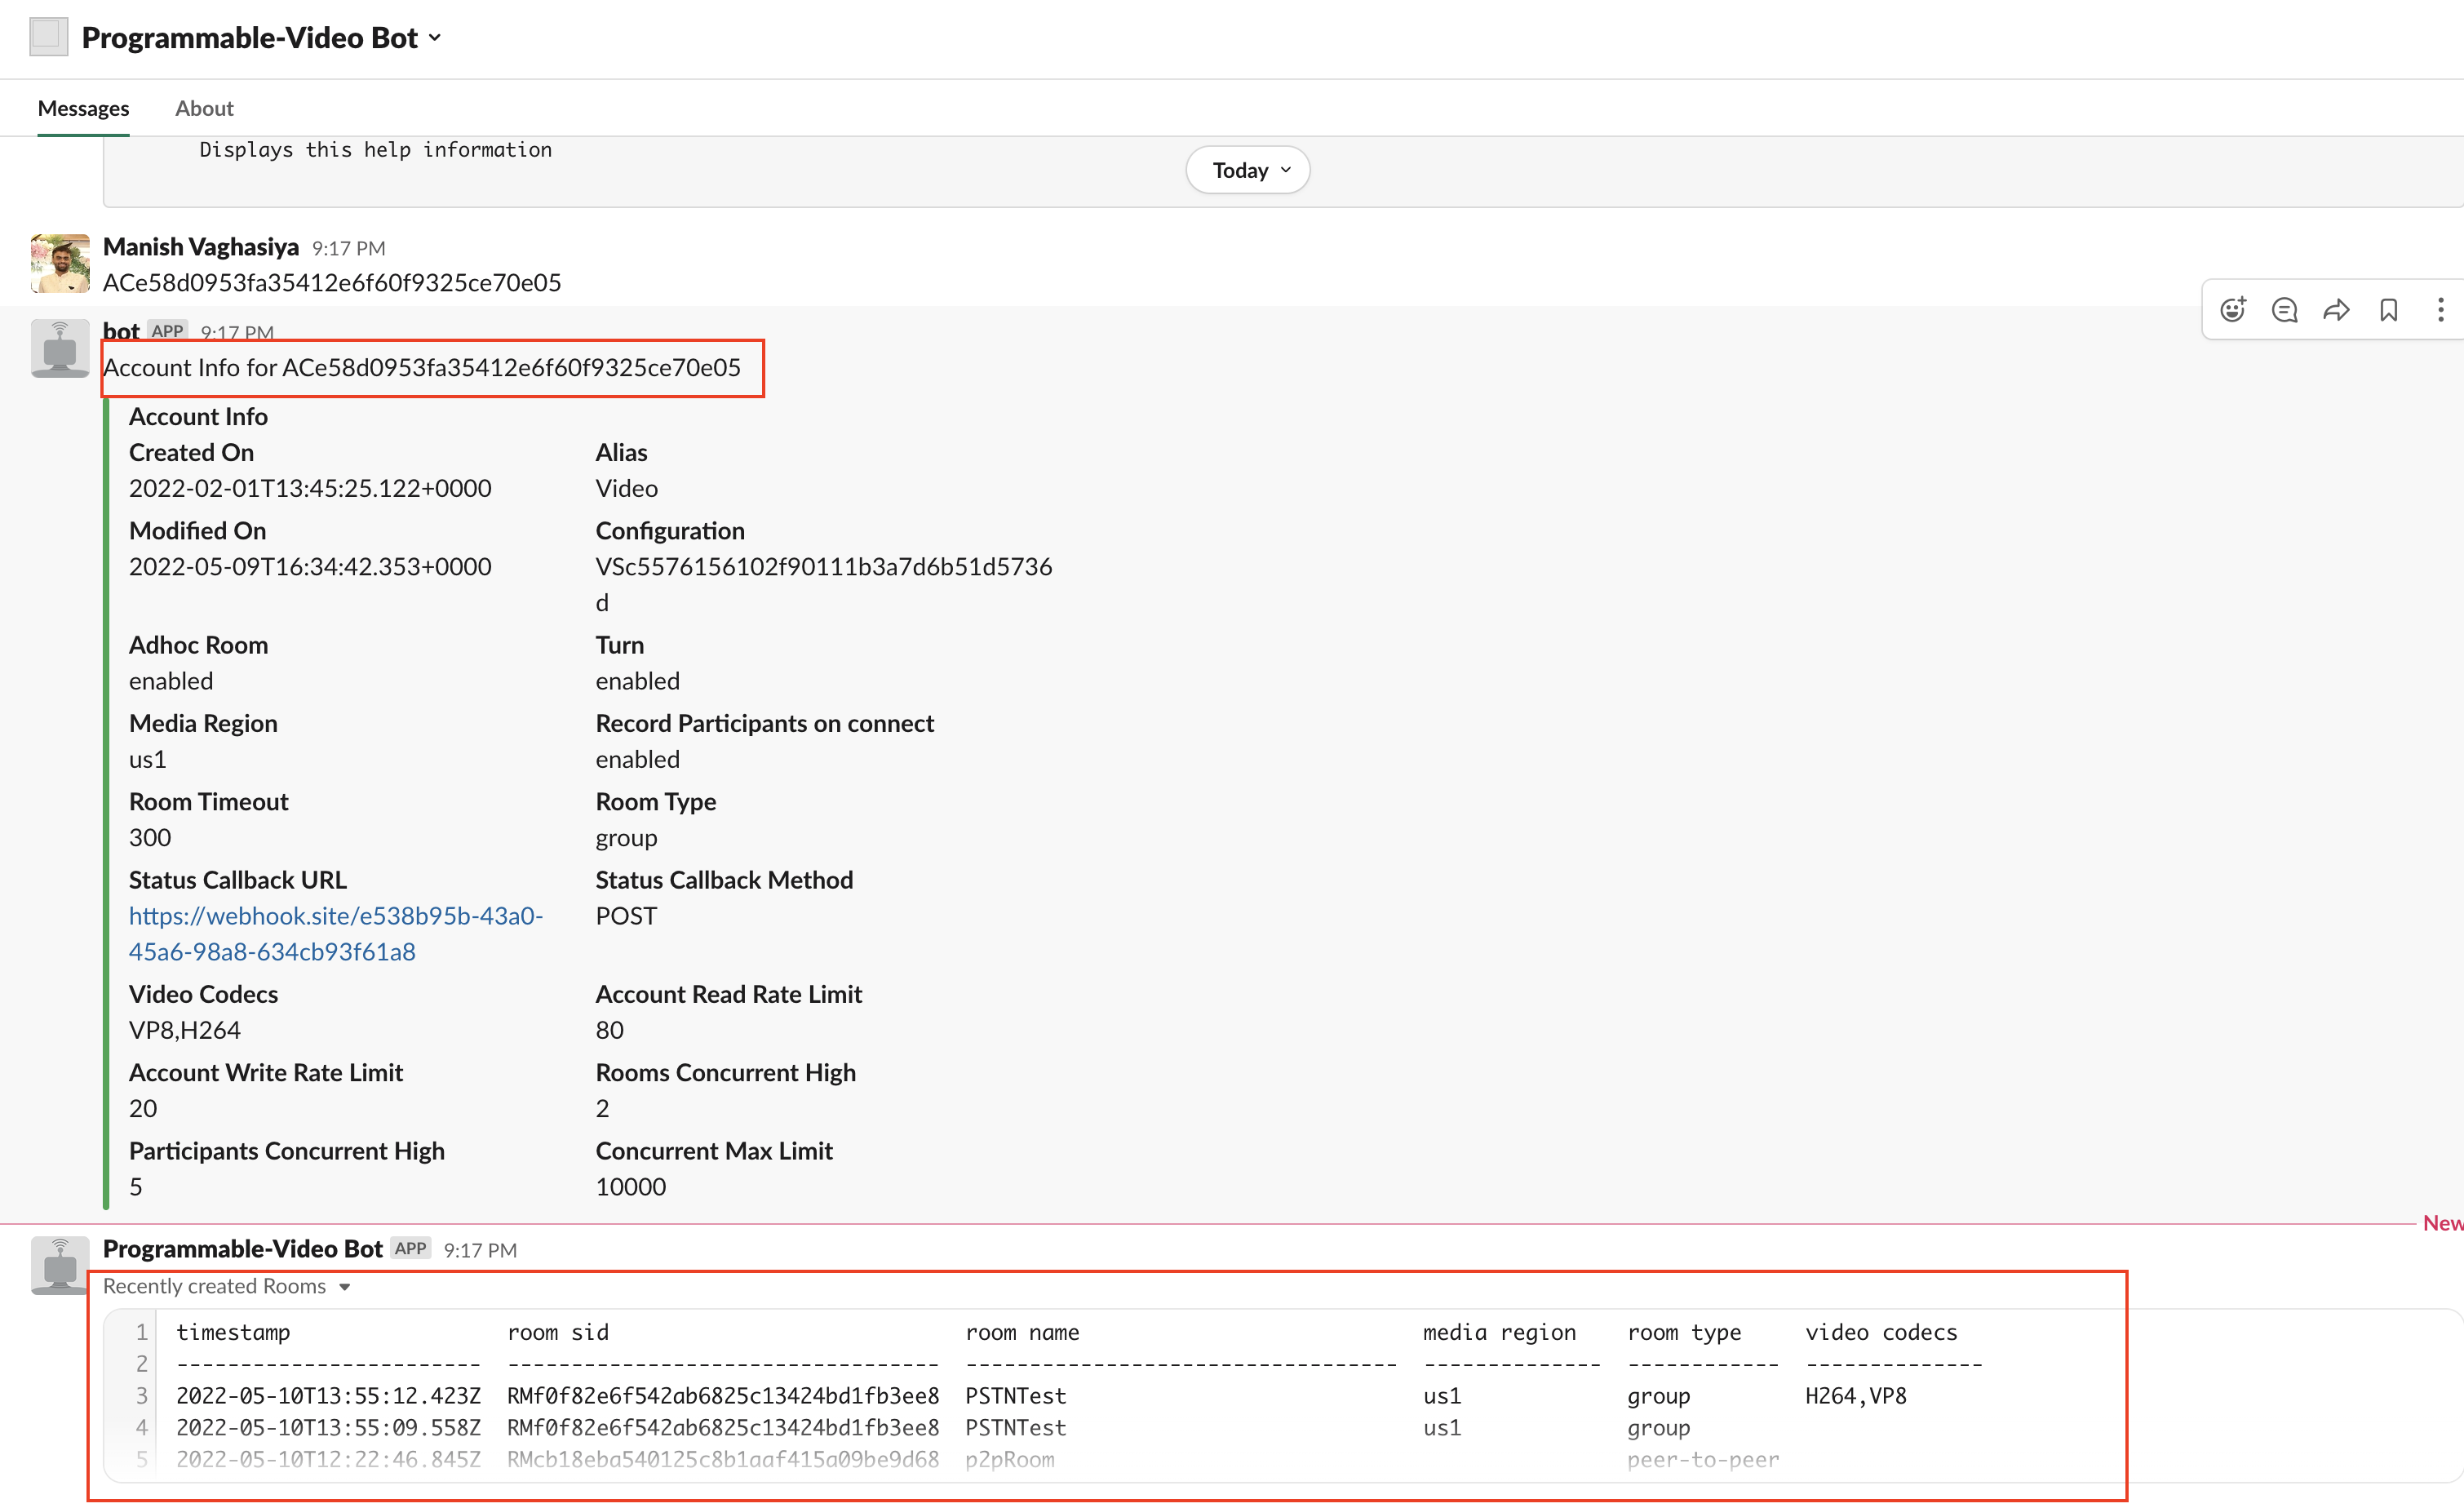 Programmable-Video Bot
Messages About
Displays this help information
Today
Manish Vaghasiya 9:17 PM
ACe58d0953fa35412e6f60f9325ce70e05
bot APP 9:17 PM
Account Info for ACe58d0953fa35412e6f60f9325ce70e05
Account Info
Created On Alias
2022-02-01T13:45:25.122+0000 Video
Modified On Configuration
2022-05-09T16:34:42.353+0000 VSc5576156102f90111b3a7d6b51d5736
d
Adhoc Room Turn
enabled enabled
Media Region Record Participants on connect
us1 enabled
Room Timeout Room Type
300 group
Status Callback URL Status Callback Method
https://webhook.site/e538b95b-43a0- POST
45a6-98a8-634cb93f61a8
Video Codecs Account Read Rate Limit
VP8,H264 80
Account Write Rate Limit Rooms Concurrent High
20 2
Participants Concurrent High Concurrent Max Limit
5 10000
New
Programmable-Video Bot APP 9:17 PM
Recently created Rooms
1 timestamp room sid room name media region room type video codecs
2 ------------------------ ---------------------------------- ---------------------------------- -------------- ------------ --------------
3 2022-05-10T13:55:12.423Z RMf0f82e6f542ab6825c13424bd1fb3ee8 PSTNTest us1 group H264,VP8
4 2022-05-10T13:55:09.558Z RMf0f82e6f542ab6825c13424bd1fb3ee8 PSTNTest us1 group
5 2022-05-10T12:22:46.845Z RMcb18eba540125c8b1aaf415a09be9d68 p2pRoom peer-to-peer